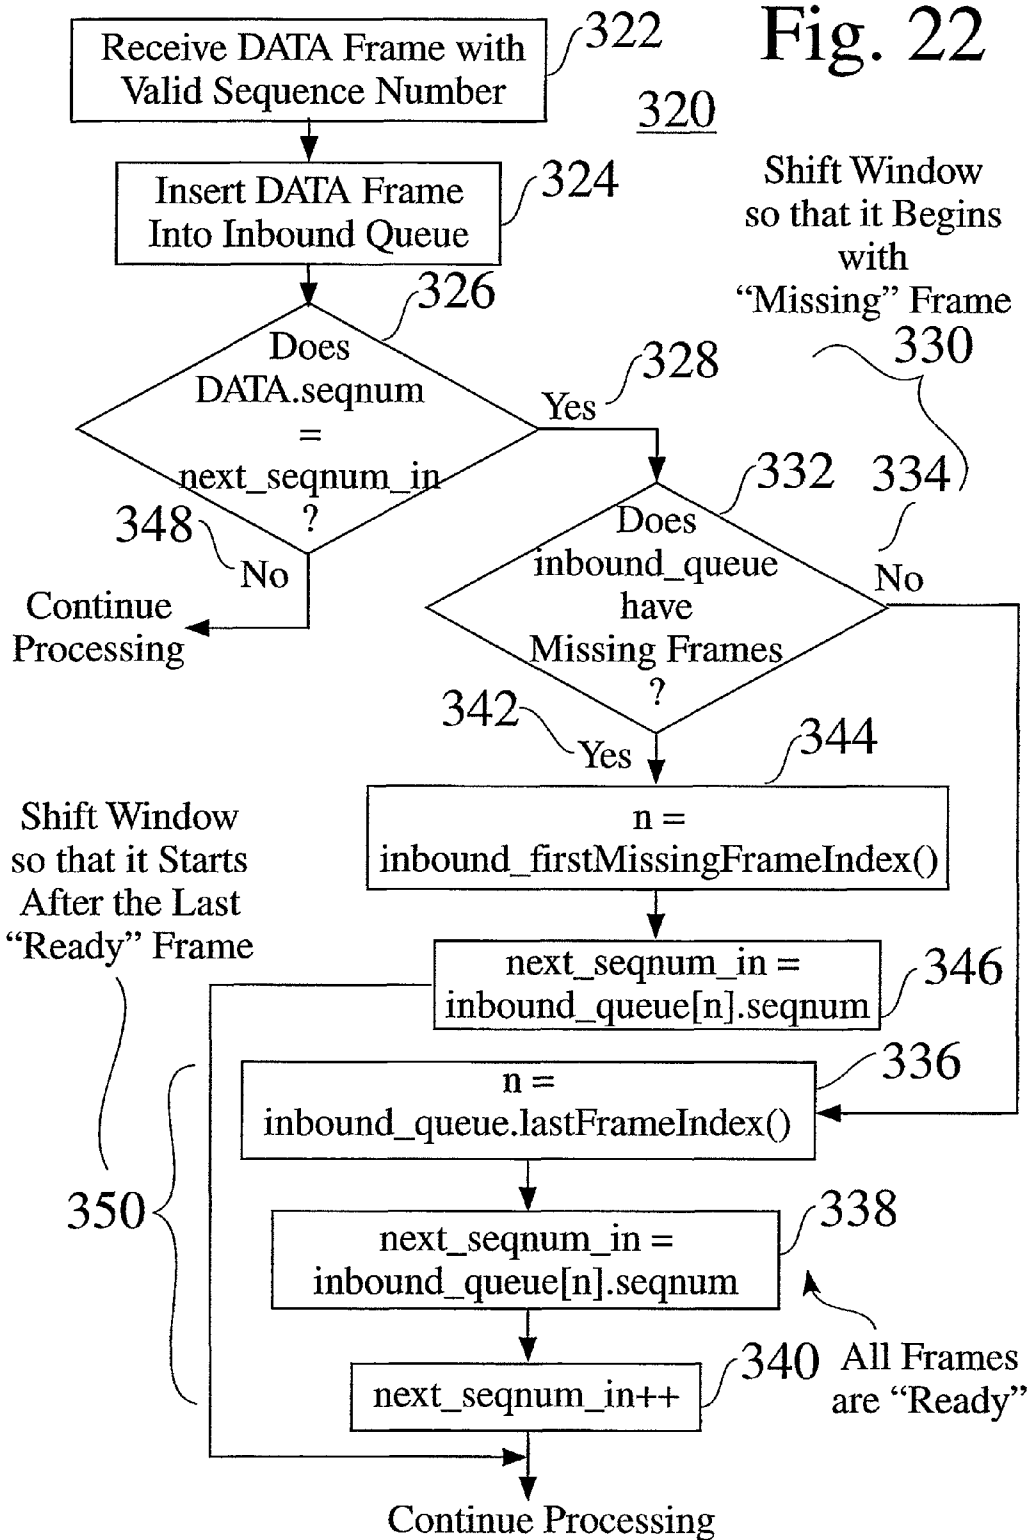 Fig. 22
320
Receive DATA Frame with
Valid Sequence Number
322
Insert DATA Frame
Into Inbound Queue
324
Does
DATA.seqnum
=
next_seqnum_in
?
326
Yes
328
348
No
Continue
Processing
Shift Window
so that it Begins
with
“Missing” Frame
330
Does
inbound_queue
have
Missing Frames
?
332
334
No
342
Yes
n =
inbound_firstMissingFrameIndex()
344
next_seqnum_in =
inbound_queue[n].seqnum
346
Shift Window
so that it Starts
After the Last
“Ready” Frame
350
n =
inbound_queue.lastFrameIndex()
336
next_seqnum_in =
inbound_queue[n].seqnum
338
next_seqnum_in++
340
All Frames
are “Ready”
Continue Processing